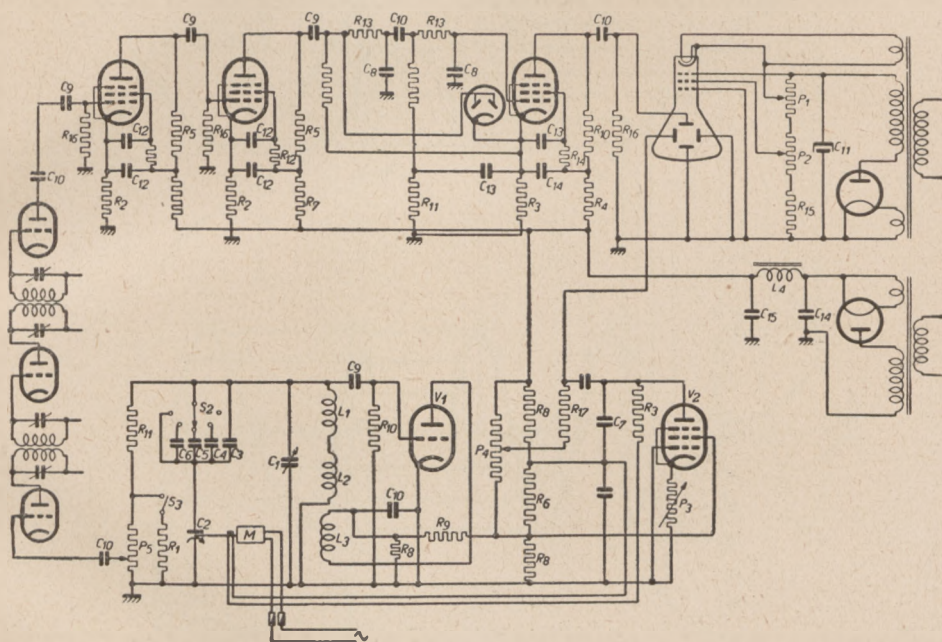 C9 C9 R13 C10 R13 C10
C9
C8 C8
P1
R16 C12 R5 R16 C12 R5 C13 R10 R16
R12 R14 P2 C11
C10 C12 C12 C13 C14
R2 R2 R7 R11 R3 R4 R15
L4
C15 C14
C9 V1 V2
R11 S2 L1 R10 R8 R17 C7 R3
C6 C5 C4 C3 C1 P4
L2
S3 C10 R6 P3
C2 M L3 R9
C10 P5 R1 R8 R8
~